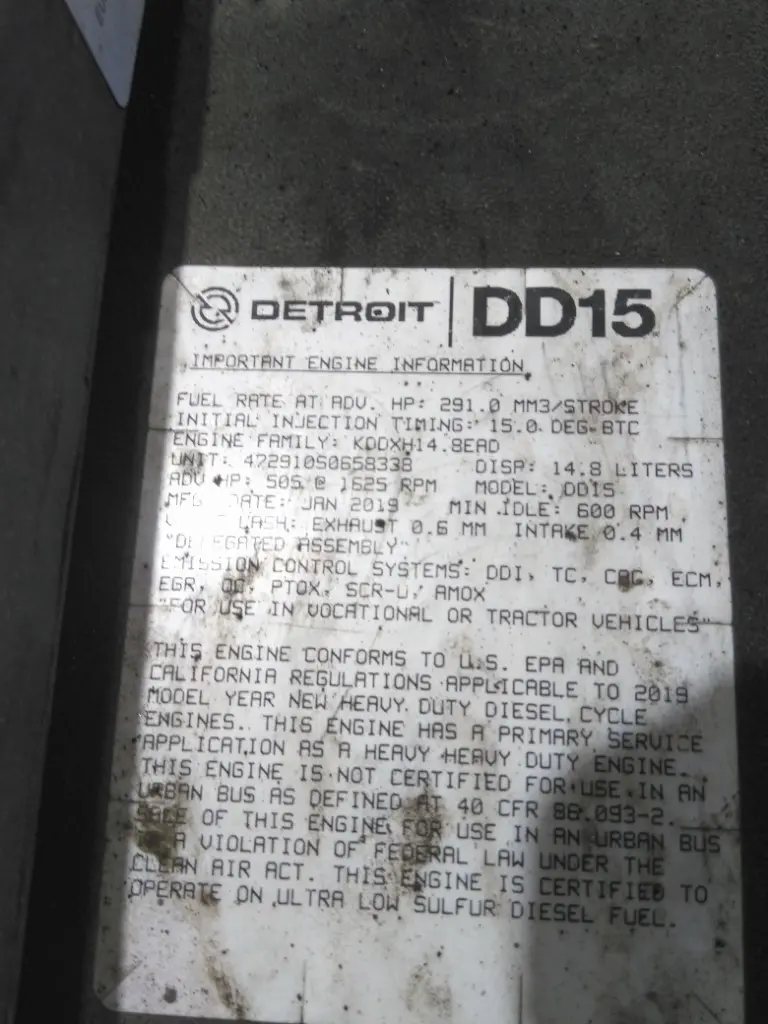 DETROIT DD15
IMPORTANT ENGINE INFORMATION
FUEL RATE AT ADV. HP: 291.0 MM3/STROKE
INITIAL INJECTION TIMING: 15.0 DEG BTC
ENGINE FAMILY: KDDXH14.8EAD
UNIT: 472910S0658338 DISP: 14.8 LITERS
ADV HP: 505 @ 1625 RPM MODEL: DD15
MFG DATE: JAN 2019 MIN.IDLE: 600 RPM
LASH: EXHAUST 0.6 MM INTAKE 0.4 MM
"DELEGATED ASSEMBLY"
EMISSION CONTROL SYSTEMS: DDI, TC, CAC, ECM,
EGR, OC, PTOX, SCR-U, AMOX
"FOR USE IN VOCATIONAL OR TRACTOR VEHICLES"
THIS ENGINE CONFORMS TO U.S. EPA AND
CALIFORNIA REGULATIONS APPLICABLE TO 2019
MODEL YEAR NEW HEAVY DUTY DIESEL CYCLE
ENGINES. THIS ENGINE HAS A PRIMARY SERVICE
APPLICATION AS A HEAVY HEAVY DUTY ENGINE.
THIS ENGINE IS NOT CERTIFIED FOR USE IN AN
URBAN BUS AS DEFINED AT 40 CFR 86.093-2.
SALE OF THIS ENGINE FOR USE IN AN URBAN BUS
A VIOLATION OF FEDERAL LAW UNDER THE
CLEAN AIR ACT. THIS ENGINE IS CERTIFIED TO
OPERATE ON ULTRA LOW SULFUR DIESEL FUEL.